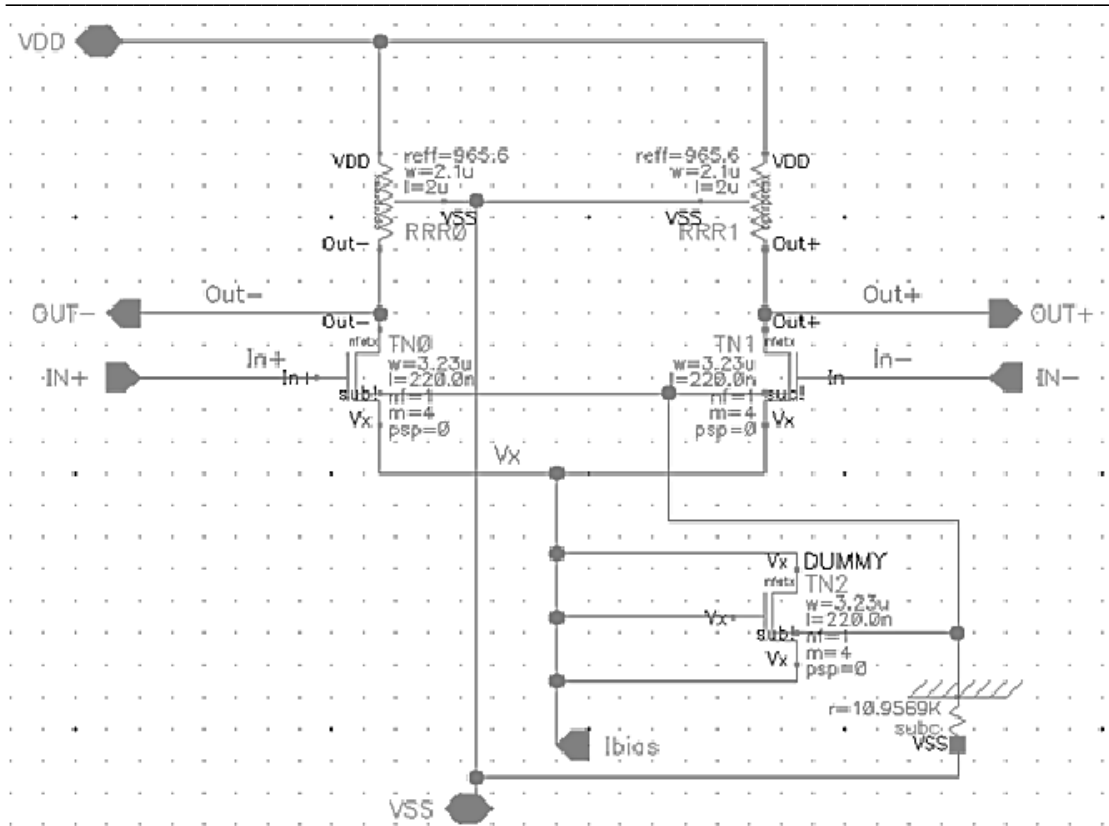 VDD
VDD
reff=965.6
w=2.1u
l=2u
VSS
RRR0
Out-
reff=965.6
w=2.1u
l=2u
VSS
RRR1
VDD
Out+
OUT-
Out-
Out+
OUT+
Out-
TN0
nfetx
w=3.23u
l=220.0n
nf=1
m=4
psp=0
sub!
Vx
Out+
TN1
nfetx
w=3.23u
l=220.0n
nf=1
m=4
psp=0
sub!
Vx
IN+
In+
In+
In-
In-
IN-
Vx
Vx
DUMMY
nfetx
TN2
w=3.23u
l=220.0n
Vx
sub!
nf=1
m=4
psp=0
Vx
r=10.9569K
subc
VSS
Ibias
VSS